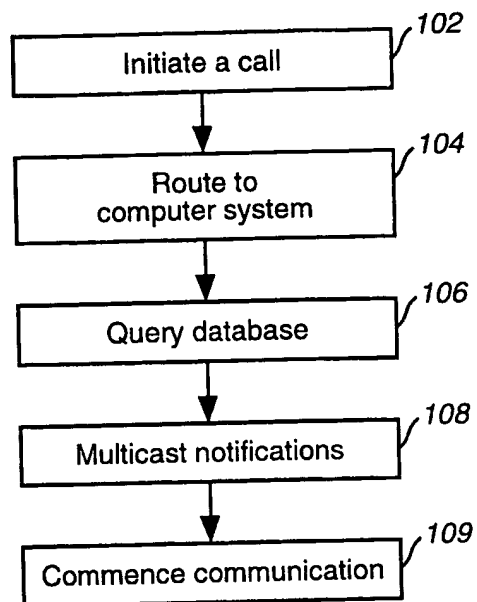 102
Initiate a call
104
Route to
computer system
106
Query database
108
Multicast notifications
109
Commence communication